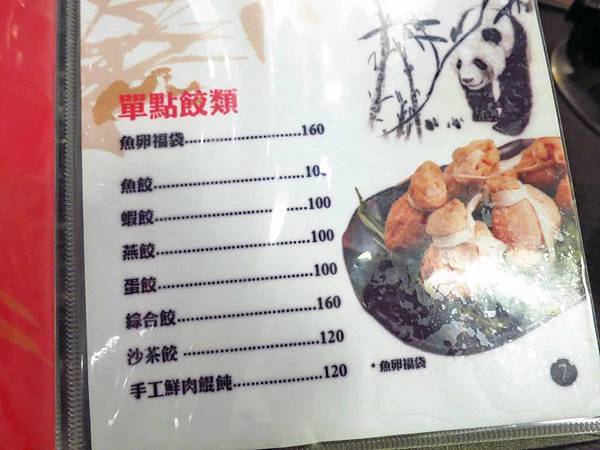 單點餃類
魚卵福袋..............................160
魚餃
蝦餃.......................................100
燕餃.......................................100
蛋餃.......................................100
綜合餃...................................160
沙茶餃...................................120
手工鮮肉餛飩......................120
•魚卵福袋
7